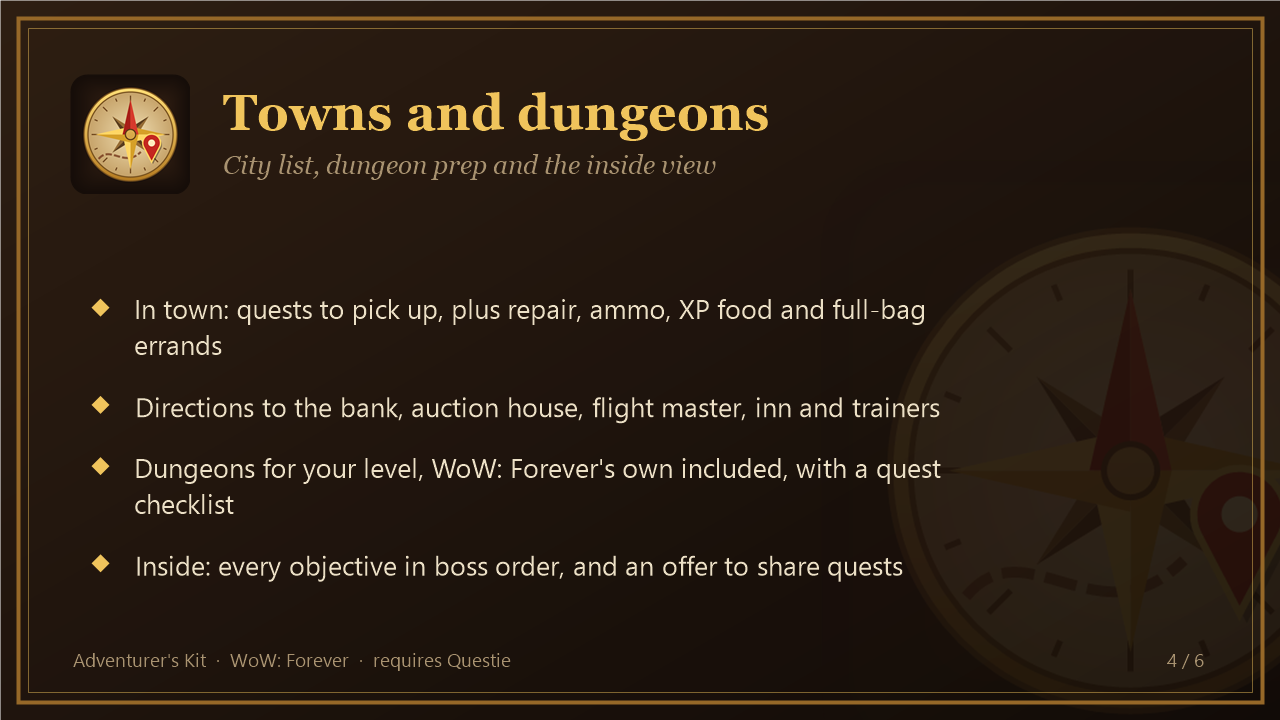 Towns and dungeons
City list, dungeon prep and the inside view
In town: quests to pick up, plus repair, ammo, XP food and full-bag
errands
Directions to the bank, auction house, flight master, inn and trainers
Dungeons for your level, WoW: Forever's own included, with a quest
checklist
Inside: every objective in boss order, and an offer to share quests
Adventurer's Kit · WoW: Forever · requires Questie
4 / 6